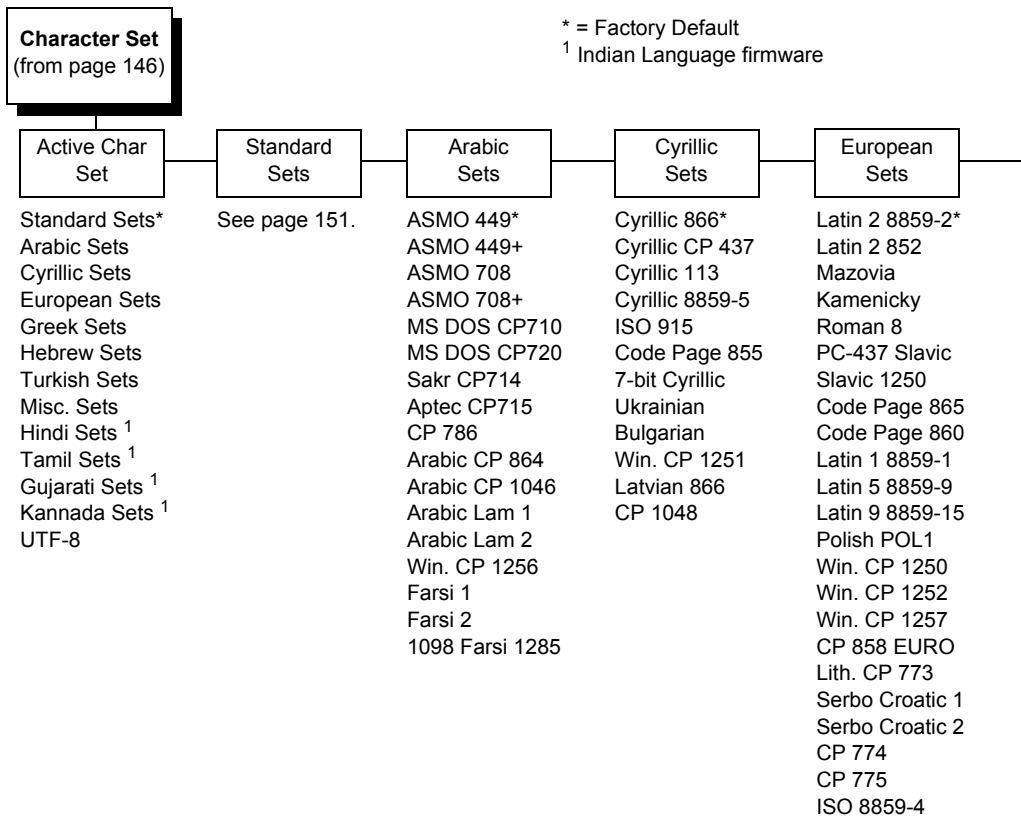 Character Set
(from page 146)
* = Factory Default
1 Indian Language firmware
Active Char
Set
Standard Sets*
Arabic Sets
Cyrillic Sets
European Sets
Greek Sets
Hebrew Sets
Turkish Sets
Misc. Sets
Hindi Sets 1
Tamil Sets 1
Gujarati Sets 1
Kannada Sets 1
UTF-8
Standard
Sets
See page 151.
Arabic
Sets
ASMO 449*
ASMO 449+
ASMO 708
ASMO 708+
MS DOS CP710
MS DOS CP720
Sakr CP714
Aptec CP715
CP 786
Arabic CP 864
Arabic CP 1046
Arabic Lam 1
Arabic Lam 2
Win. CP 1256
Farsi 1
Farsi 2
1098 Farsi 1285
Cyrillic
Sets
Cyrillic 866*
Cyrillic CP 437
Cyrillic 113
Cyrillic 8859-5
ISO 915
Code Page 855
7-bit Cyrillic
Ukrainian
Bulgarian
Win. CP 1251
Latvian 866
CP 1048
European
Sets
Latin 2 8859-2*
Latin 2 852
Mazovia
Kamenicky
Roman 8
PC-437 Slavic
Slavic 1250
Code Page 865
Code Page 860
Latin 1 8859-1
Latin 5 8859-9
Latin 9 8859-15
Polish POL1
Win. CP 1250
Win. CP 1252
Win. CP 1257
CP 858 EURO
Lith. CP 773
Serbo Croatic 1
Serbo Croatic 2
CP 774
CP 775
ISO 8859-4